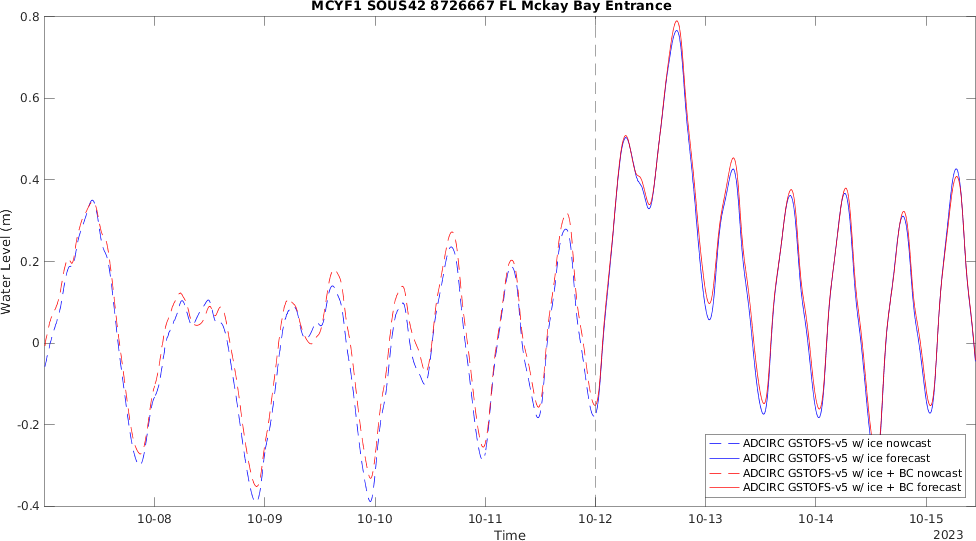 MCYF1 SOUS42 8726667 FL Mckay Bay Entrance
0.8
0.6
0.4
0.2
0
-0.2
-0.4
Water Level (m)
10-08 10-09 10-10 10-11 10-12 10-13 10-14 10-15
Time
2023
ADCIRC GSTOFS-v5 w/ ice nowcast
ADCIRC GSTOFS-v5 w/ ice forecast
ADCIRC GSTOFS-v5 w/ ice + BC nowcast
ADCIRC GSTOFS-v5 w/ ice + BC forecast